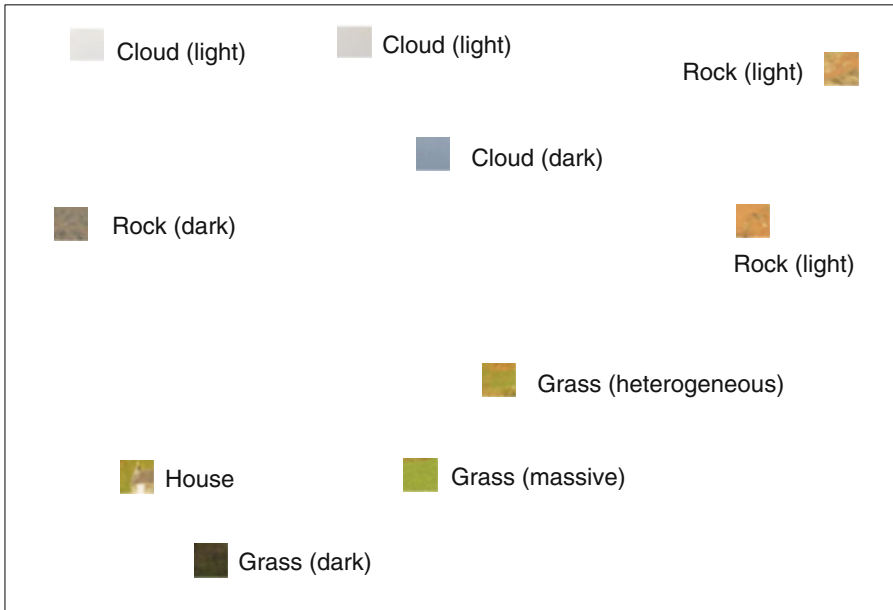 Cloud (light)
Cloud (light)
Rock (light)
Cloud (dark)
Rock (dark)
Rock (light)
Grass (heterogeneous)
House
Grass (massive)
Grass (dark)